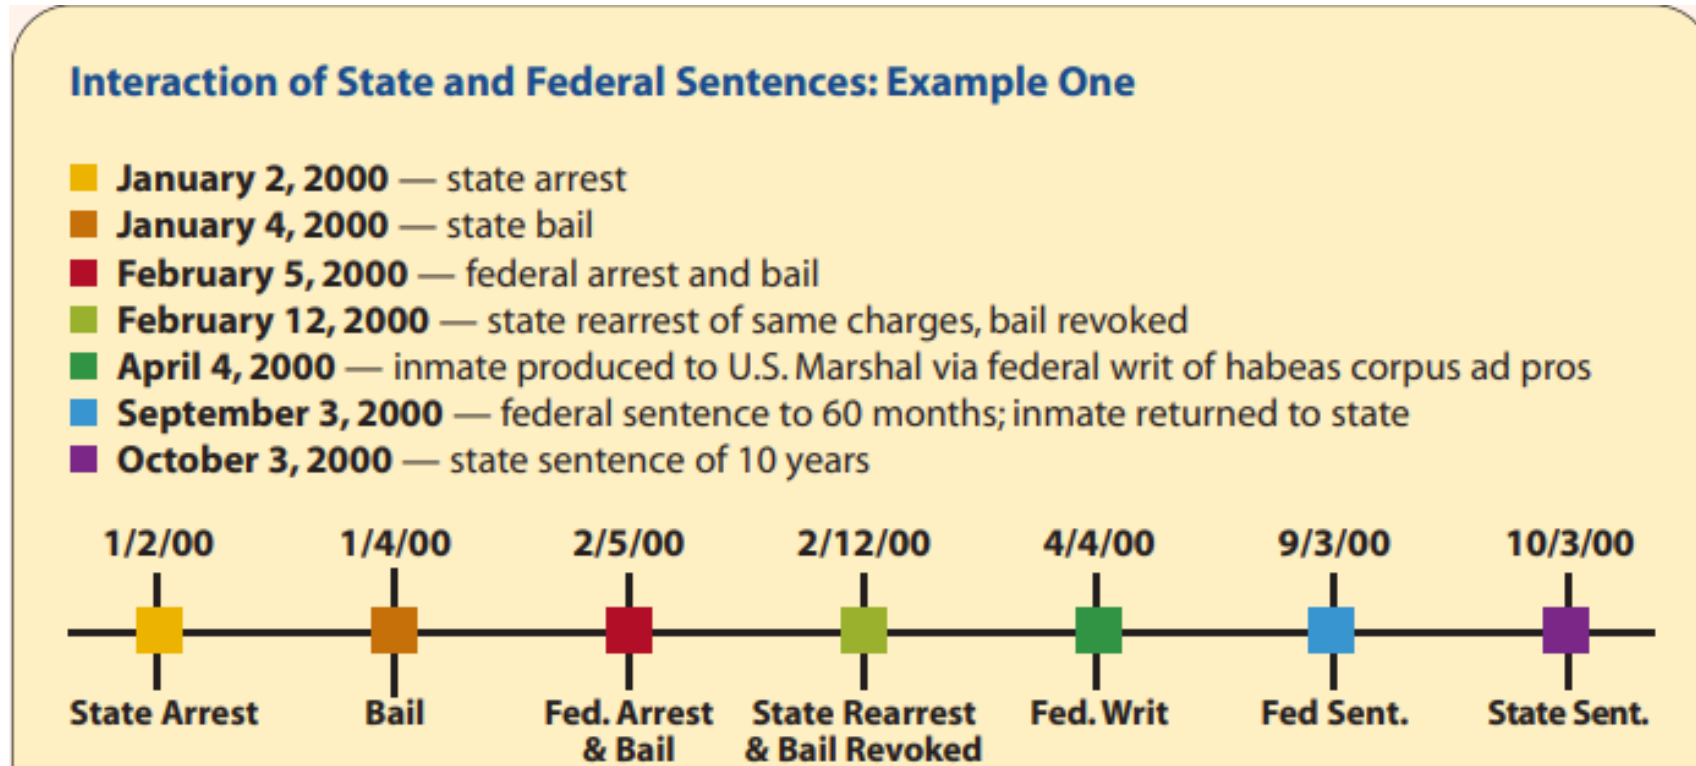 Interaction of State and Federal Sentences: Example One
January 2, 2000 — state arrest
January 4, 2000 — state bail
February 5, 2000 — federal arrest and bail
February 12, 2000 — state rearrest of same charges, bail revoked
April 4, 2000 — inmate produced to U.S. Marshal via federal writ of habeas corpus ad pros
September 3, 2000 — federal sentence to 60 months; inmate returned to state
October 3, 2000 — state sentence of 10 years
1/2/00 1/4/00 2/5/00 2/12/00 4/4/00 9/3/00 10/3/00
State Arrest Bail Fed. Arrest State Rearrest Fed. Writ Fed Sent. State Sent.
& Bail & Bail Revoked